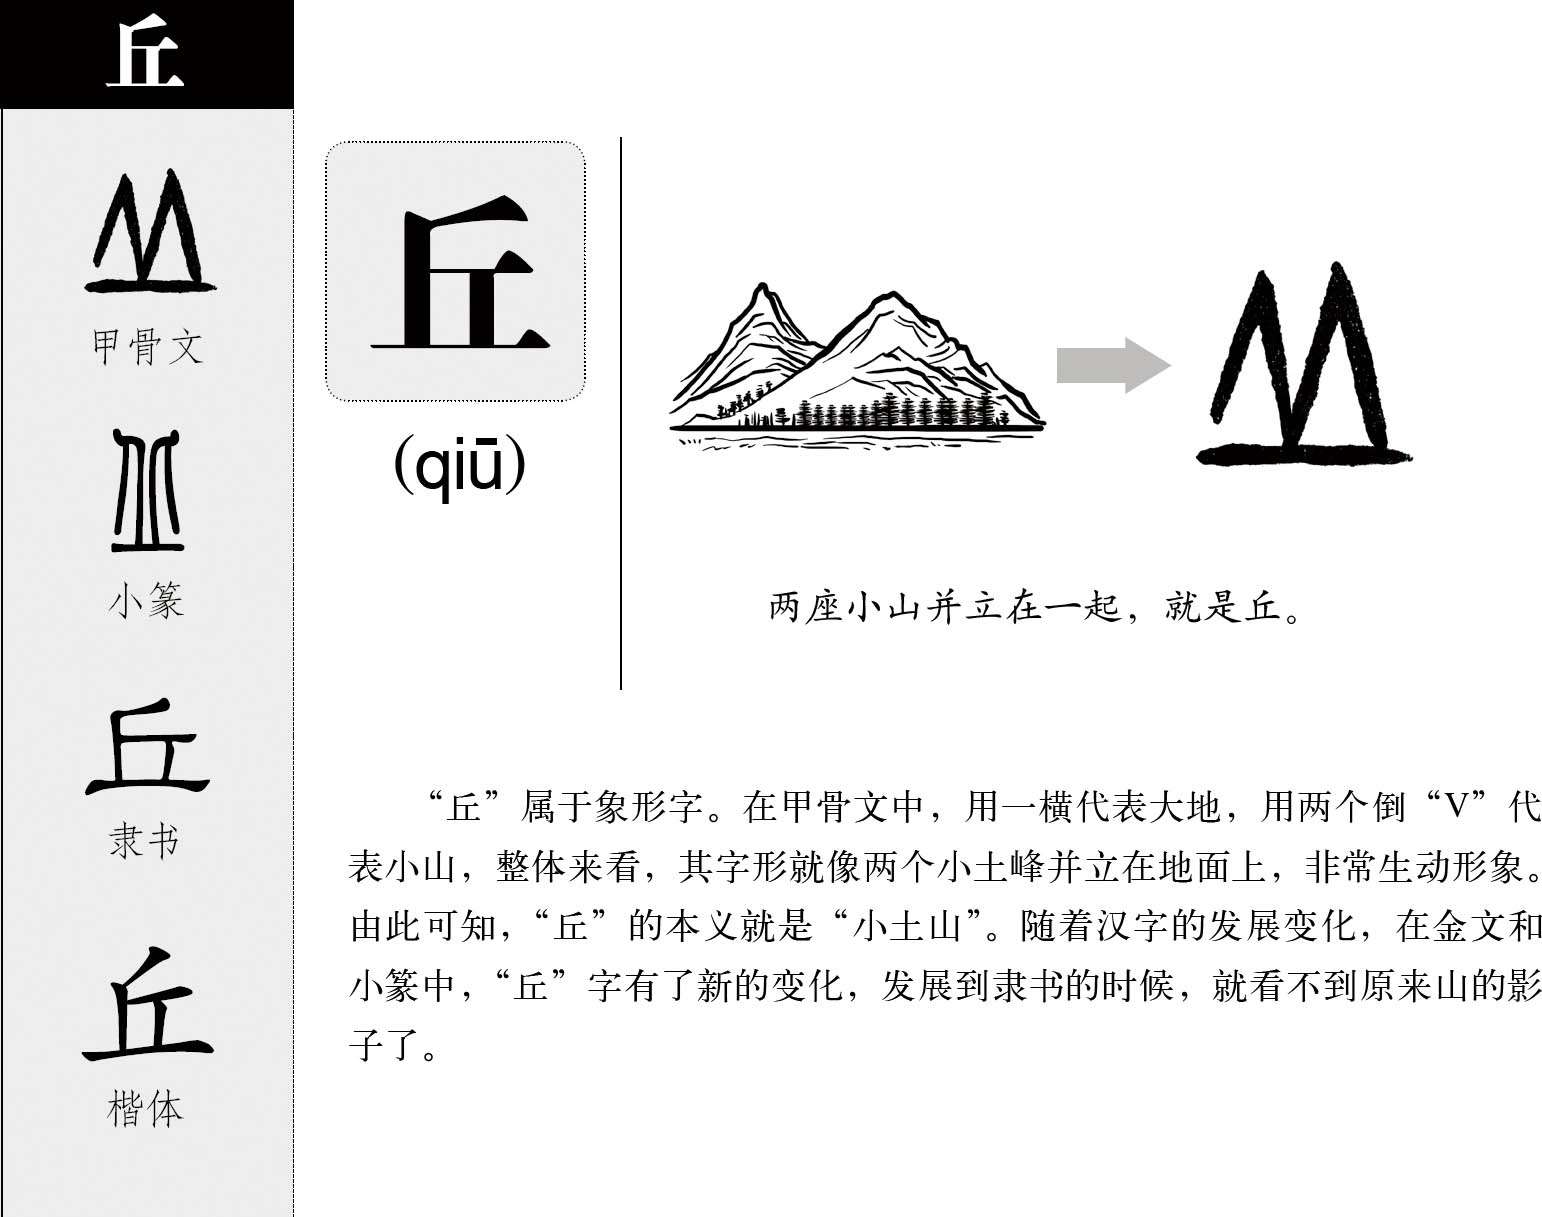 丘
甲骨文
小篆
隶书
楷体
丘
(qiū)
两座小山并立在一起，就是丘。
“丘”属于象形字。在甲骨文中，用一横代表大地，用两个倒“V”代
表小山，整体来看，其字形就像两个小土峰并立在地面上，非常生动形象。
由此可知，“丘”的本义就是“小土山”。随着汉字的发展变化，在金文和
小篆中，“丘”字有了新的变化，发展到隶书的时候，就看不到原来山的影
子了。